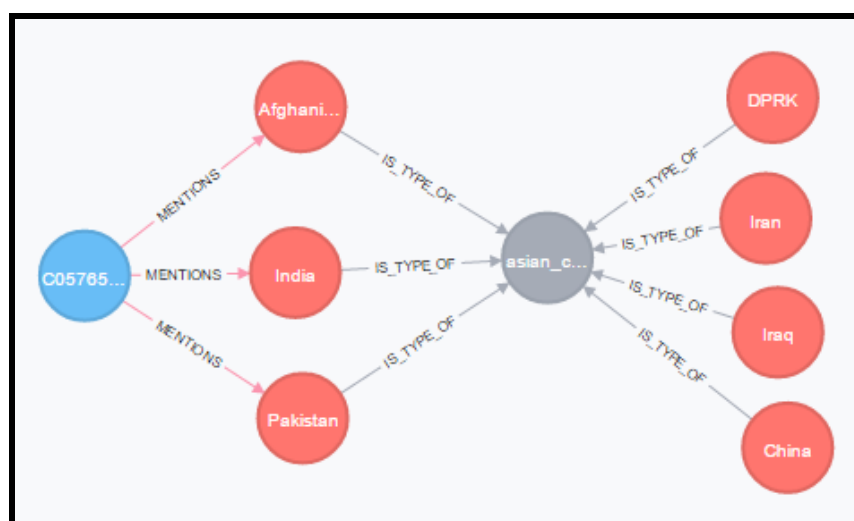 Afghani...
DPRK
MENTIONS
IS_TYPE_OF
IS_TYPE_OF
Iran
IS_TYPE_OF
C05765...
MENTIONS
India
IS_TYPE_OF
asian_c...
IS_TYPE_OF
Iraq
MENTIONS
IS_TYPE_OF
IS_TYPE_OF
Pakistan
China